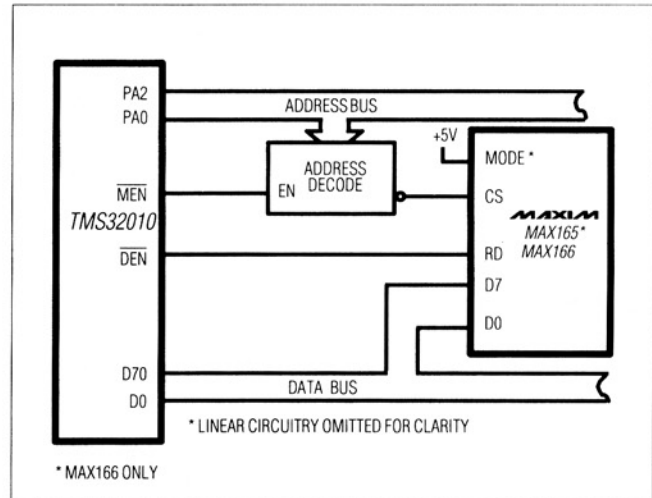 PA2
PA0
ADDRESS BUS
+5V
ADDRESS
DECODE
EN
MODE *
CS
MAXIM
MAX165*
MAX166
RD
D7
D0
MEN
TMS32010
DEN
D70
D0
DATA BUS
* LINEAR CIRCUITRY OMITTED FOR CLARITY
* MAX166 ONLY